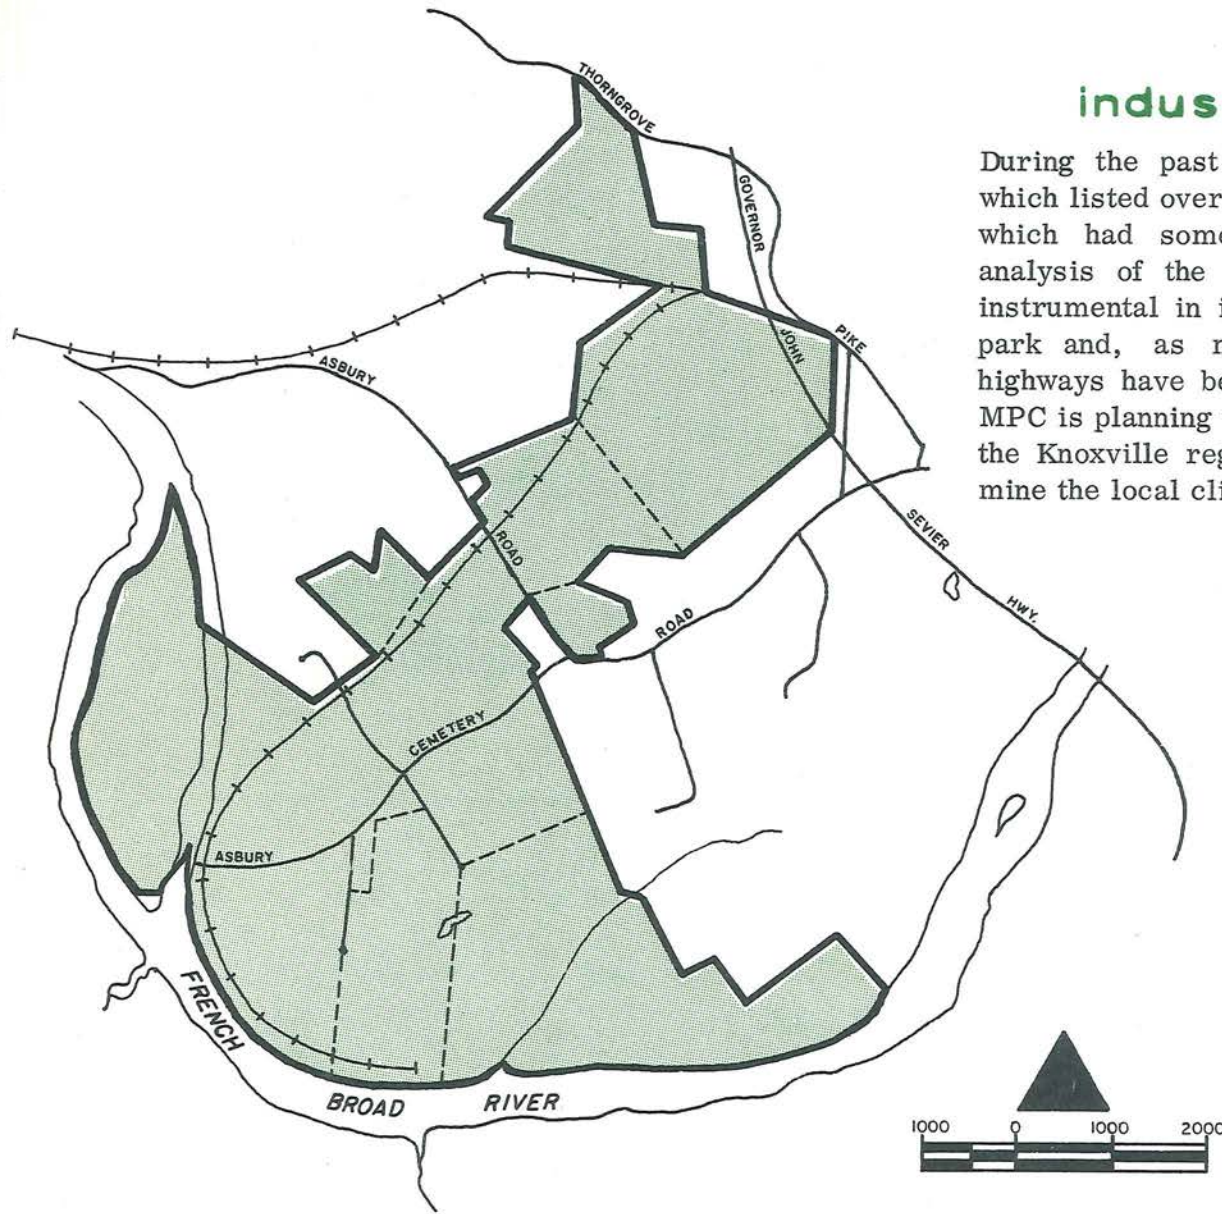 indus
During the past
which listed over
which had some
analysis of the
instrumental in i
park and, as r
highways have be
MPC is planning
the Knoxville reg
mine the local cli
THORNGROVE
PIKE
GOVERNOR
JOHN
SEVIER
HWY.
ASBURY
ROAD
ASBURY
CEMETERY
ROAD
FRENCH
BROAD
RIVER
1000 0 1000 2000